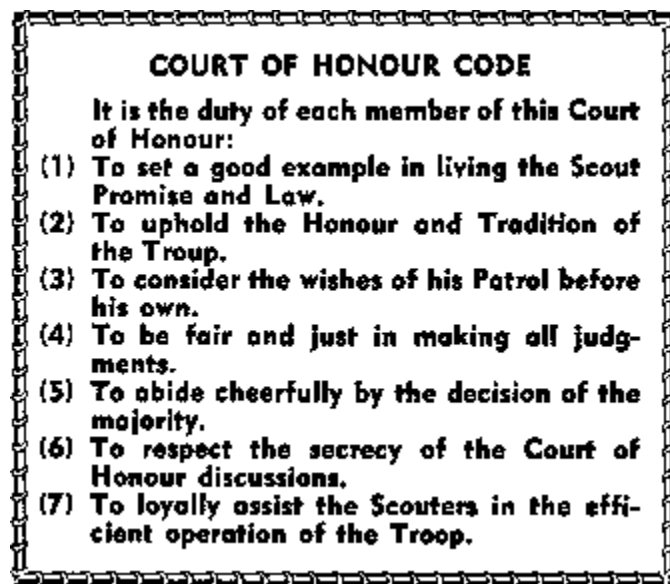 COURT OF HONOUR CODE
It is the duty of each member of this Court
of Honour:
(1) To set a good example in living the Scout
Promise and Law.
(2) To uphold the Honour and Tradition of
the Troup.
(3) To consider the wishes of his Patrol before
his own.
(4) To be fair and just in making all judg-
ments.
(5) To abide cheerfully by the decision of the
majority.
(6) To respect the secrecy of the Court of
Honour discussions.
(7) To loyally assist the Scouters in the effi-
cient operation of the Troop.